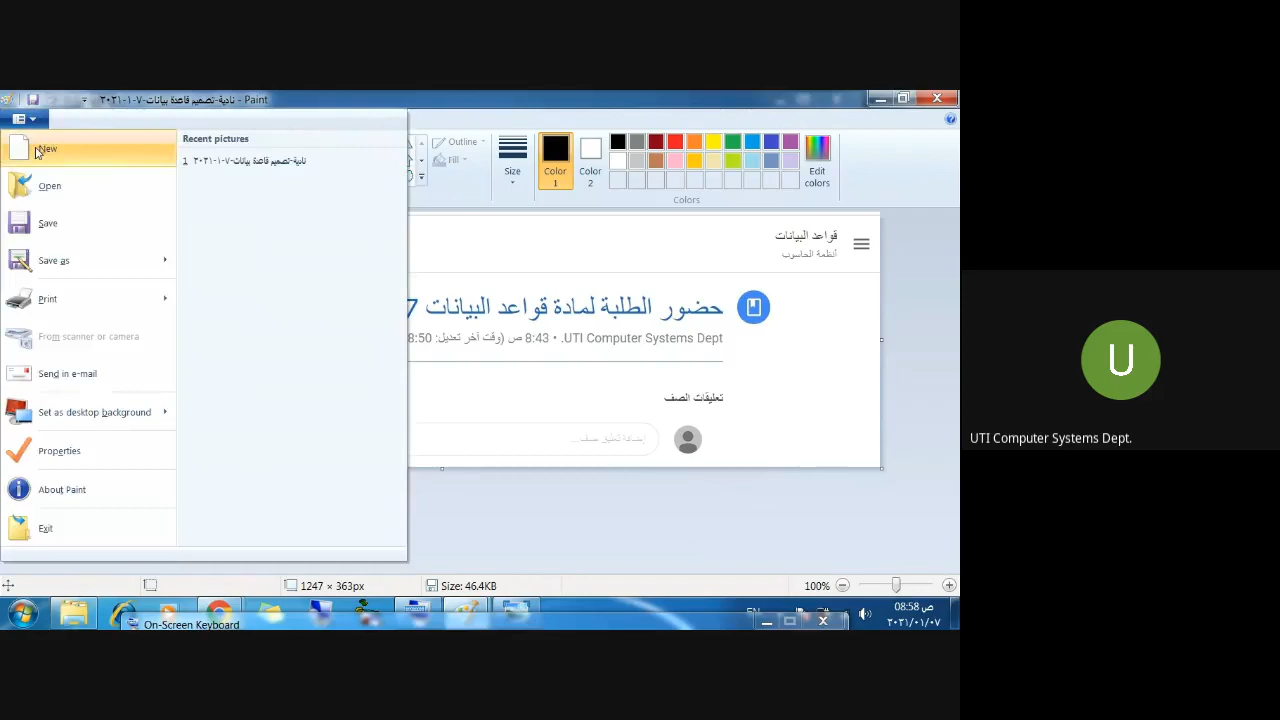 نادية-تصميم قاعدة بيانات-٧-١-٢٠٢١ - Paint
New
Open
Save
Save as
Print
From scanner or camera
Send in e-mail
Set as desktop background
Properties
About Paint
Exit
Recent pictures
1 نادية-تصميم قاعدة بيانات-٧-١-٢٠٢١
Outline
Fill
Size
Color 1
Color 2
Edit colors
Colors
قواعد البيانات
أنظمة الحاسوب
حضور الطلبة لمادة قواعد البيانات 7
UTI Computer Systems Dept. • 8:43 ص (وقت آخر تعديل: 8:50
تعليقات الصف
إضافة تعليق صف...
1247 × 363px
Size: 46.4KB
100%
EN
08:58 ص
٢٠٢١/٠١/٠٧
On-Screen Keyboard
U
UTI Computer Systems Dept.